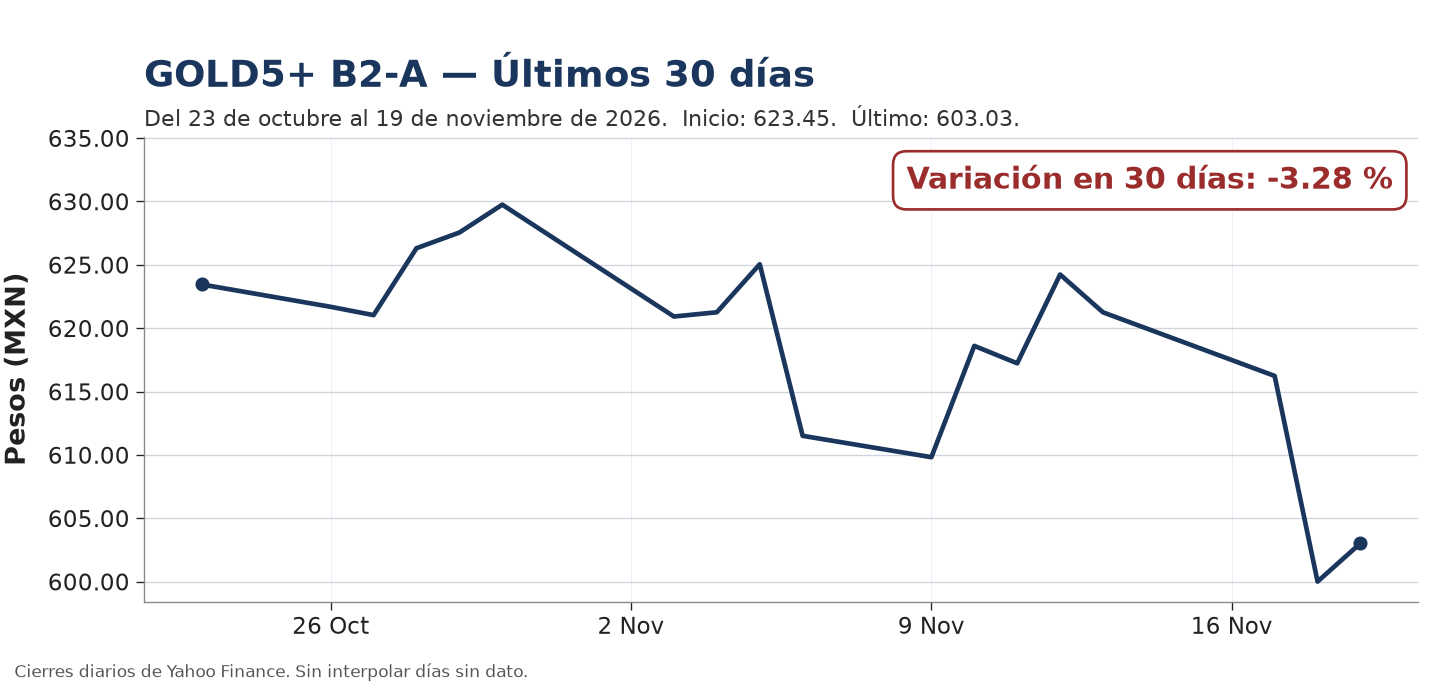 GOLD5+ B2-A — Últimos 30 días
Del 23 de octubre al 19 de noviembre de 2026.  Inicio: 623.45.  Último: 603.03.
Variación en 30 días: -3.28 %
Pesos (MXN)
635.00
630.00
625.00
620.00
615.00
610.00
605.00
600.00
26 Oct
2 Nov
9 Nov
16 Nov
Cierres diarios de Yahoo Finance. Sin interpolar días sin dato.